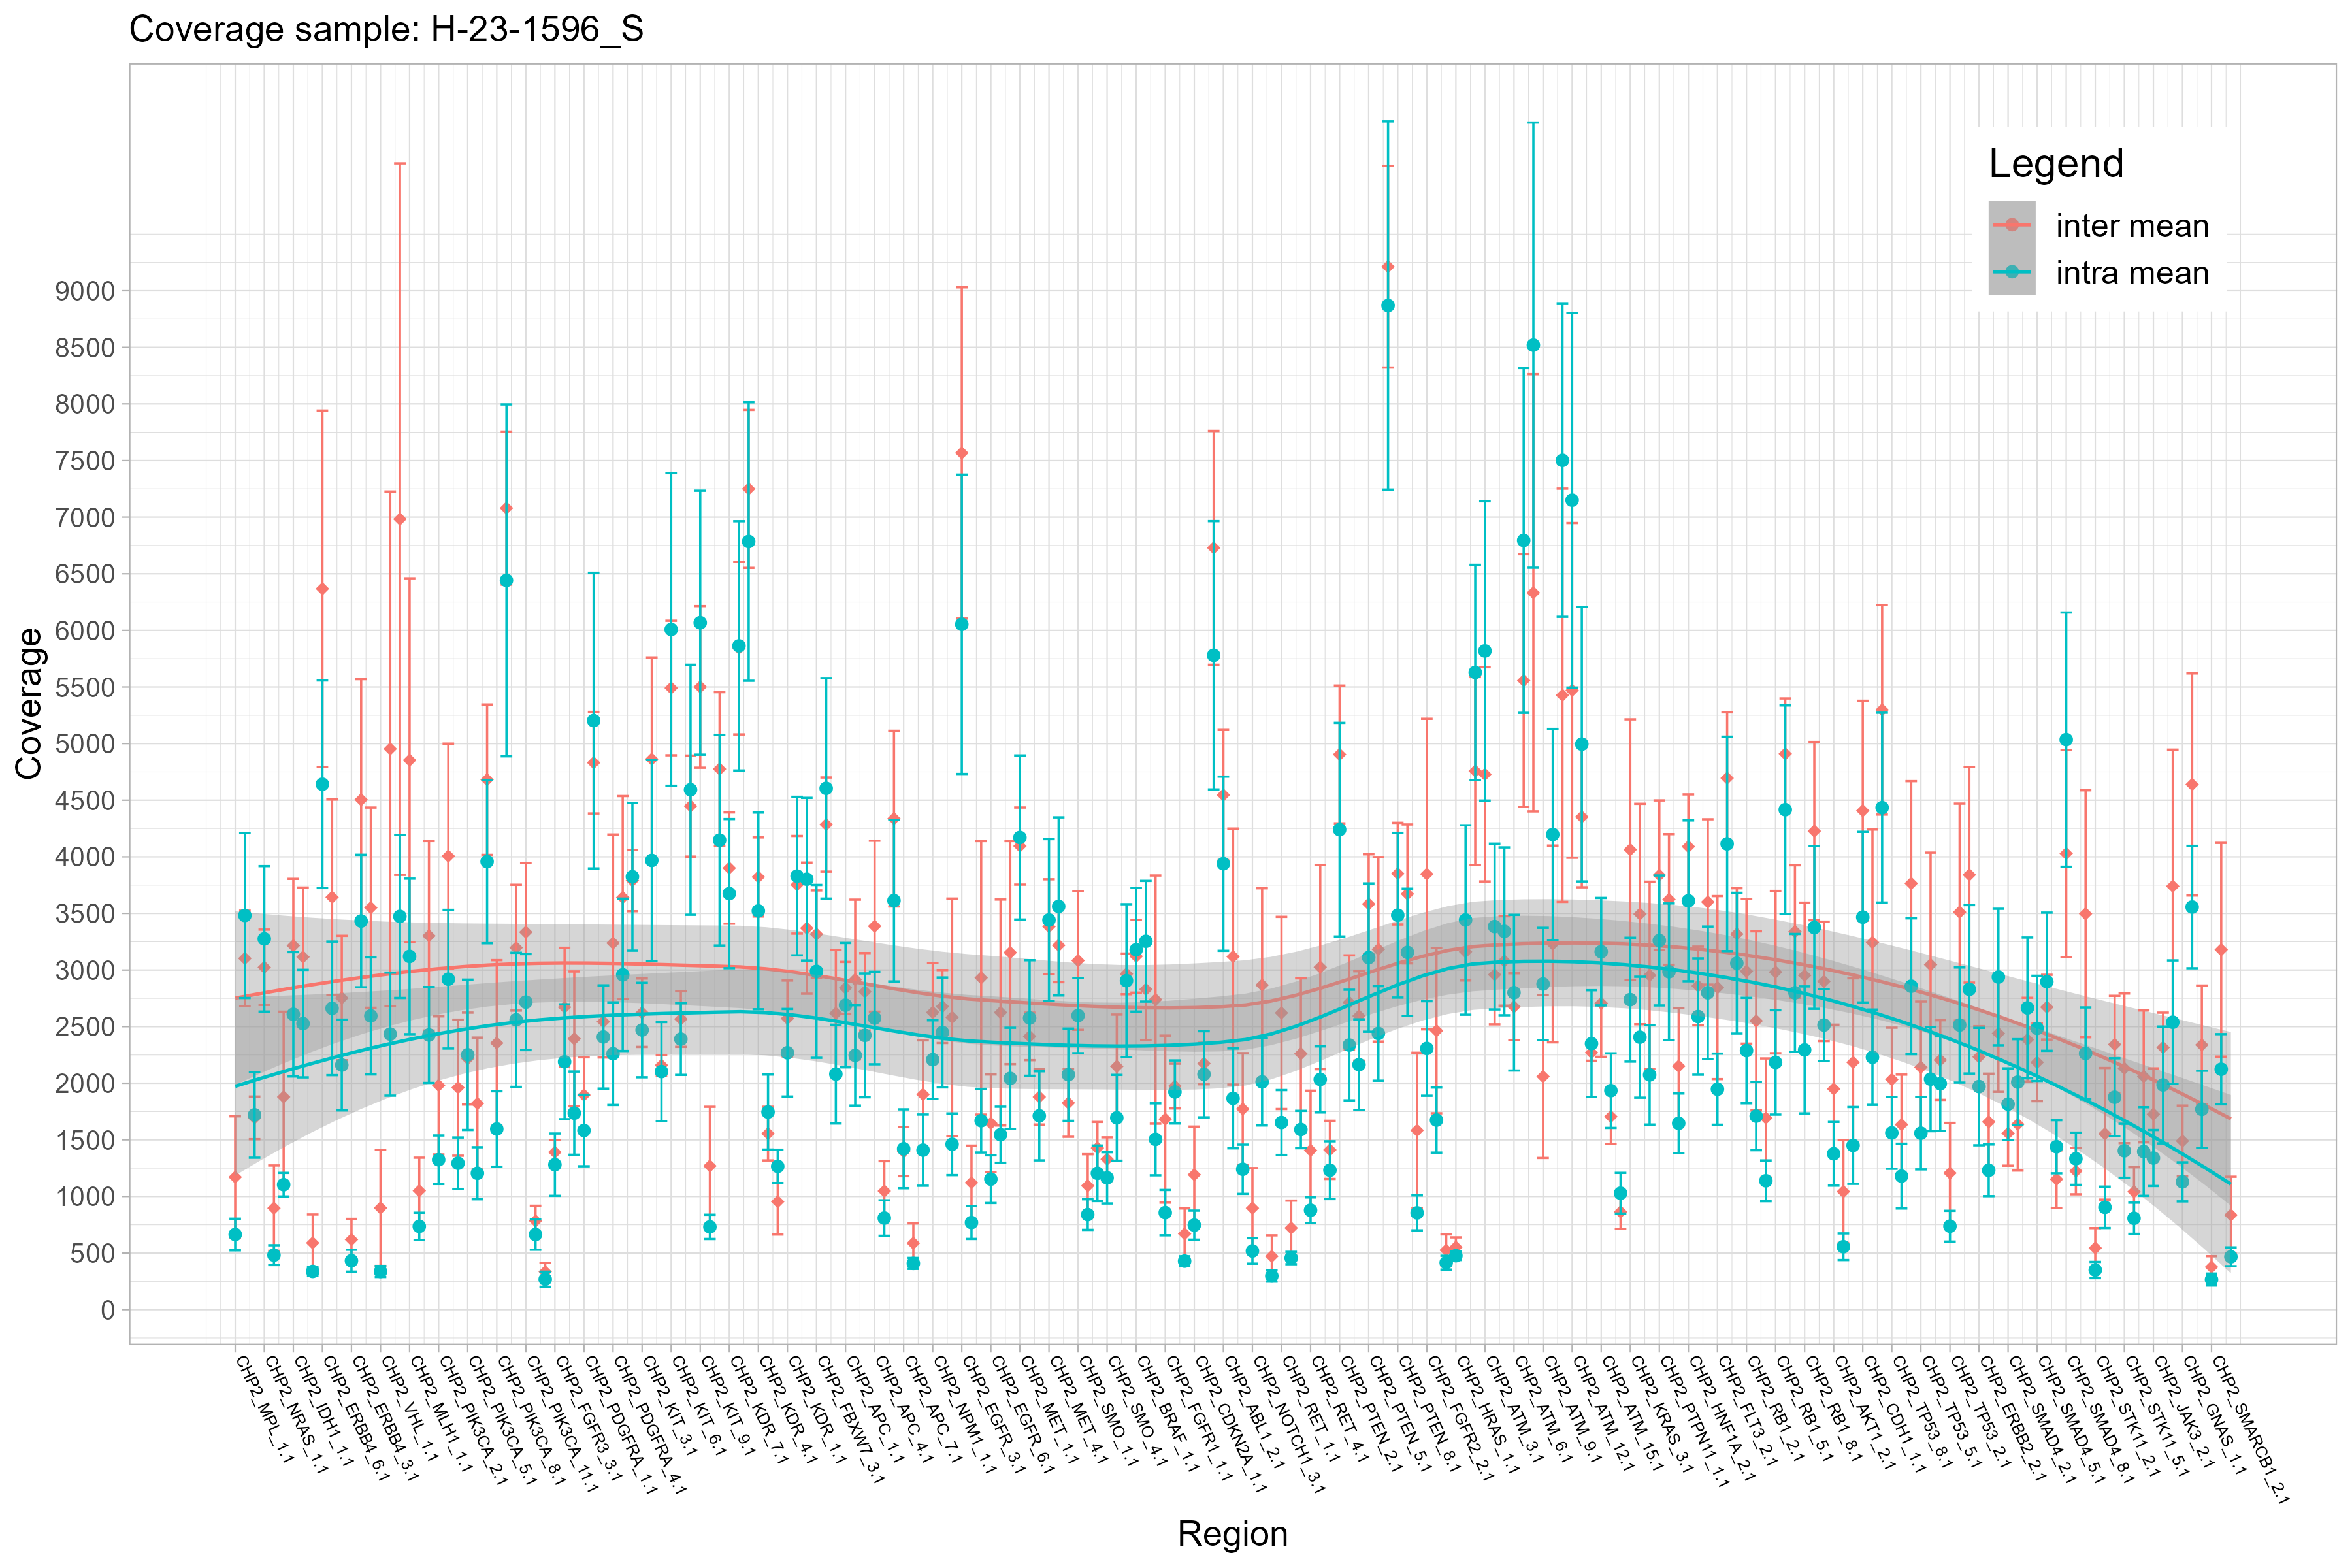 Coverage sample: H-23-1596_S
Legend
inter mean
intra mean
Coverage
9000
8500
8000
7500
7000
6500
6000
5500
5000
4500
4000
3500
3000
2500
2000
1500
1000
500
0
CHP2_MPL_1.1
CHP2_NRAS_1.1
CHP2_IDH1_1.1
CHP2_ERBB4_6.1
CHP2_ERBB4_3.1
CHP2_VHL_1.1
CHP2_MLH1_1.1
CHP2_PIK3CA_2.1
CHP2_PIK3CA_5.1
CHP2_PIK3CA_8.1
CHP2_PIK3CA_11.1
CHP2_FGFR3_3.1
CHP2_PDGFRA_1.1
CHP2_PDGFRA_4.1
CHP2_KIT_3.1
CHP2_KIT_6.1
CHP2_KIT_9.1
CHP2_KDR_7.1
CHP2_KDR_4.1
CHP2_KDR_1.1
CHP2_FBXW7_3.1
CHP2_APC_1.1
CHP2_APC_4.1
CHP2_APC_7.1
CHP2_NPM1_1.1
CHP2_EGFR_3.1
CHP2_EGFR_6.1
CHP2_MET_1.1
CHP2_MET_4.1
CHP2_SMO_1.1
CHP2_SMO_4.1
CHP2_BRAF_1.1
CHP2_FGFR1_1.1
CHP2_CDKN2A_1.1
CHP2_ABL1_2.1
CHP2_NOTCH1_3.1
CHP2_RET_1.1
CHP2_RET_4.1
CHP2_PTEN_2.1
CHP2_PTEN_5.1
CHP2_PTEN_8.1
CHP2_FGFR2_2.1
CHP2_HRAS_1.1
CHP2_ATM_3.1
CHP2_ATM_6.1
CHP2_ATM_9.1
CHP2_ATM_12.1
CHP2_ATM_15.1
CHP2_KRAS_3.1
CHP2_PTPN11_1.1
CHP2_HNF1A_2.1
CHP2_FLT3_2.1
CHP2_RB1_2.1
CHP2_RB1_5.1
CHP2_RB1_8.1
CHP2_AKT1_2.1
CHP2_CDH1_1.1
CHP2_TP53_8.1
CHP2_TP53_5.1
CHP2_TP53_2.1
CHP2_ERBB2_2.1
CHP2_SMAD4_2.1
CHP2_SMAD4_5.1
CHP2_SMAD4_8.1
CHP2_STK11_2.1
CHP2_STK11_5.1
CHP2_JAK3_2.1
CHP2_GNAS_1.1
CHP2_SMARCB1_2.1
Region